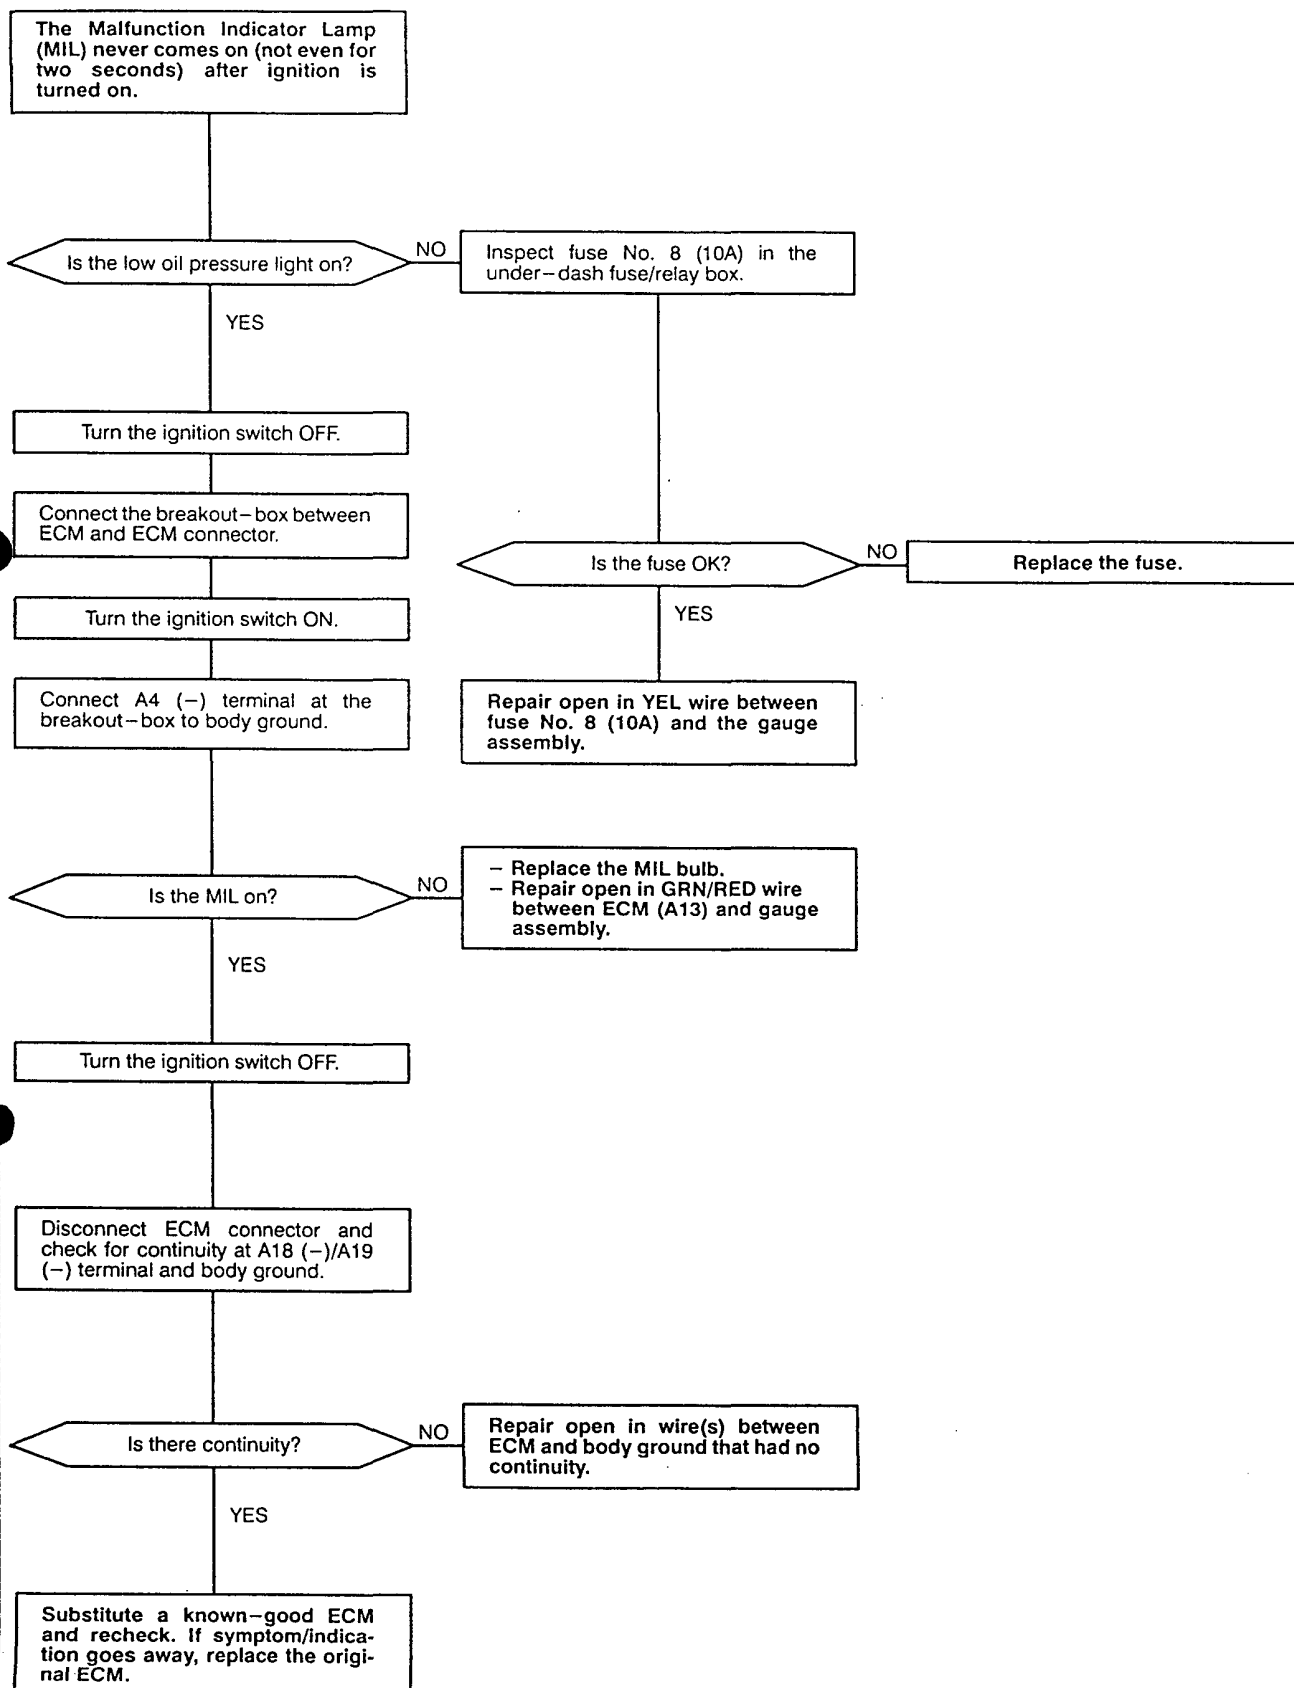 The Malfunction Indicator Lamp
(MIL) never comes on (not even for
two seconds) after ignition is
turned on.
Is the low oil pressure light on?
NO
Inspect fuse No. 8 (10A) in the
under-dash fuse/relay box.
YES
Turn the ignition switch OFF.
Connect the breakout-box between
ECM and ECM connector.
Is the fuse OK?
NO
Replace the fuse.
Turn the ignition switch ON.
YES
Connect A4 (-) terminal at the
breakout-box to body ground.
Repair open in YEL wire between
fuse No. 8 (10A) and the gauge
assembly.
Is the MIL on?
NO
- Replace the MIL bulb.
- Repair open in GRN/RED wire
between ECM (A13) and gauge
assembly.
YES
Turn the ignition switch OFF.
Disconnect ECM connector and
check for continuity at A18 (-)/A19
(-) terminal and body ground.
Is there continuity?
NO
Repair open in wire(s) between
ECM and body ground that had no
continuity.
YES
Substitute a known-good ECM
and recheck. If symptom/indica-
tion goes away, replace the origi-
nal ECM.